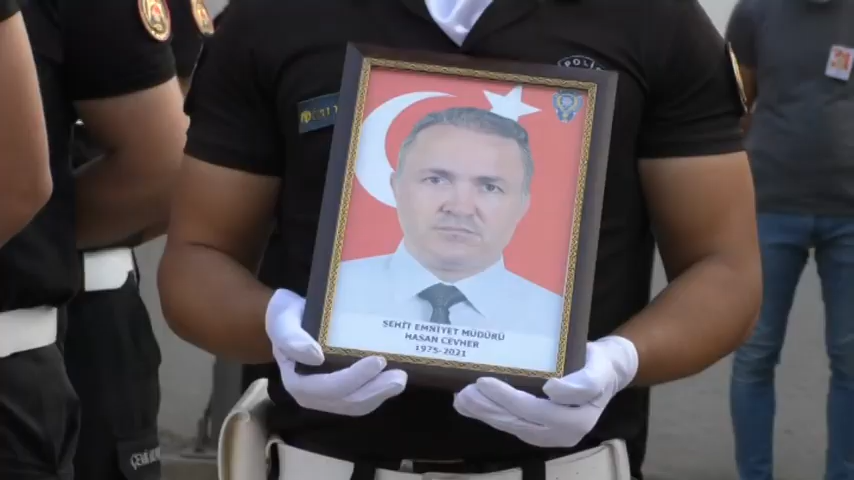 POLİS
ŞEHİT EMNİYET MÜDÜRÜ
HASAN CEVHER
1975-2021